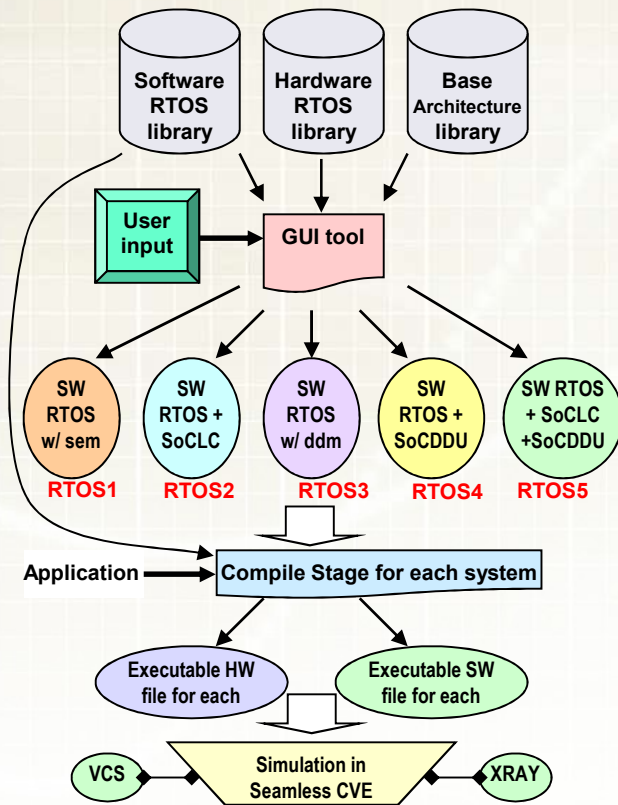 Software
RTOS
library
Hardware
RTOS
library
Base
Architecture
library
User
input
GUI tool
SW
RTOS
w/ sem
SW
RTOS +
SoCLC
SW
RTOS
w/ ddm
SW
RTOS +
SoCDDU
SW RTOS
+ SoCLC
+SoCDDU
RTOS1
RTOS2
RTOS3
RTOS4
RTOS5
Application
Compile Stage for each system
Executable HW
file for each
Executable SW
file for each
VCS
Simulation in
Seamless CVE
XRAY